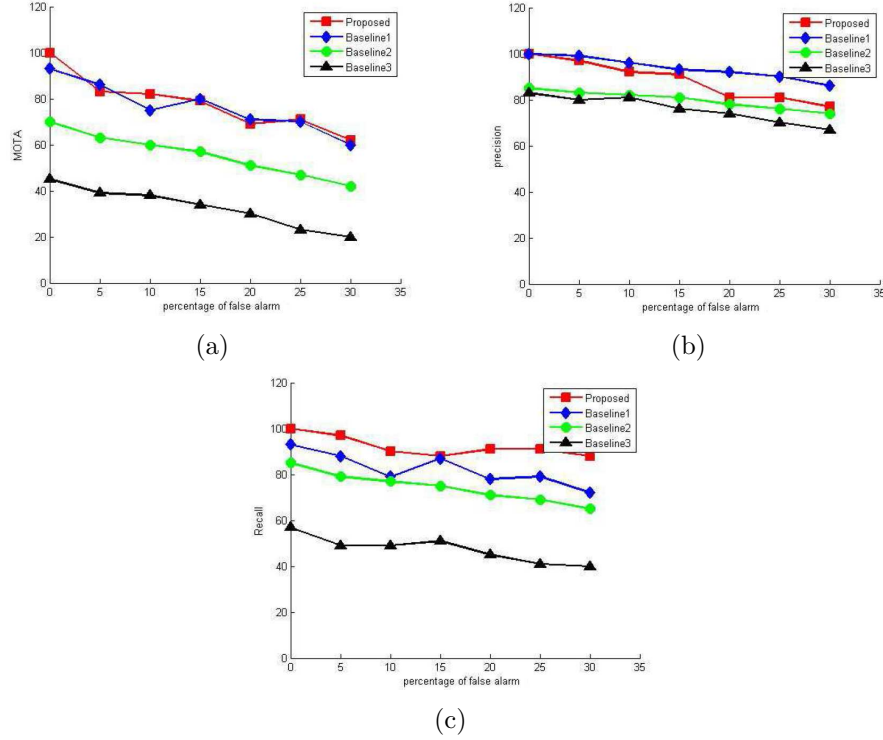 120
100
80
60
40
20
0
MOTA
0 5 10 15 20 25 30 35
percentage of false alarm
Proposed
Baseline1
Baseline2
Baseline3
(a)
120
100
80
60
40
20
0
precision
0 5 10 15 20 25 30 35
percentage of false alarm
Proposed
Baseline1
Baseline2
Baseline3
(b)
120
100
80
60
40
20
0
Recall
0 5 10 15 20 25 30 35
percentage of false alarm
Proposed
Baseline1
Baseline2
Baseline3
(c)